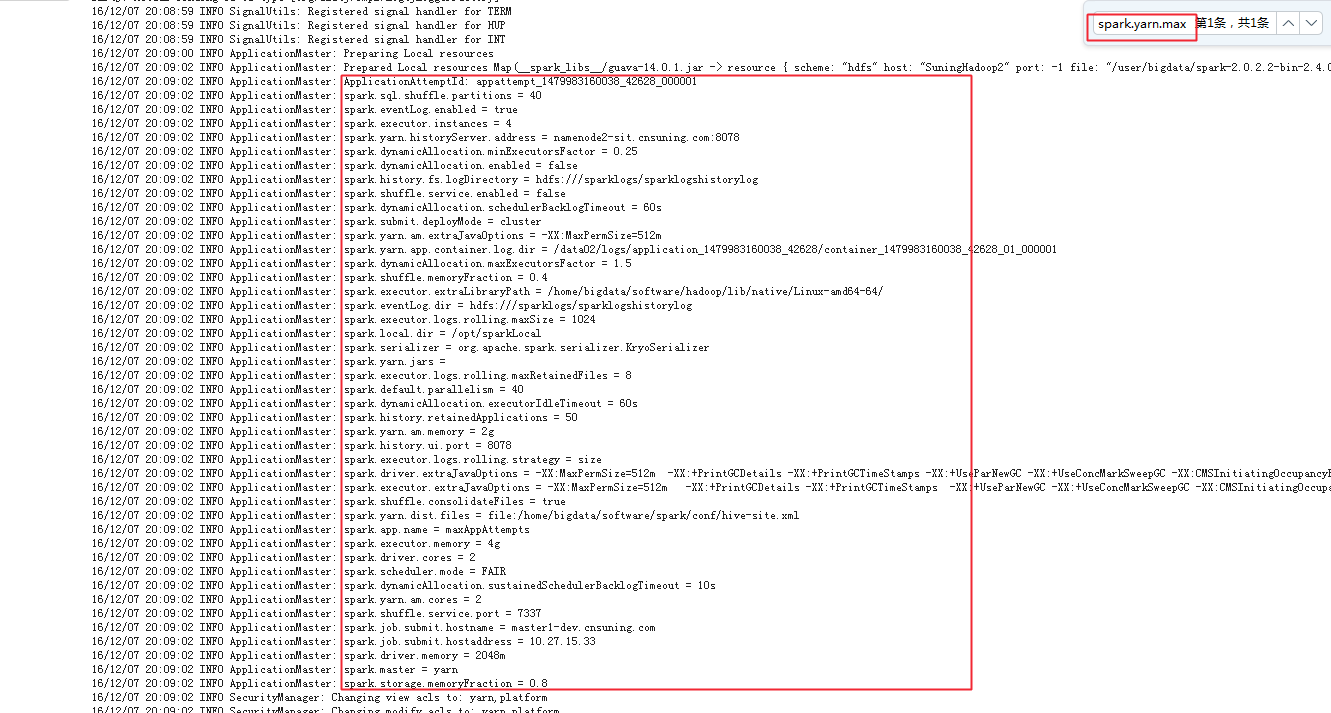 16/12/07 20:08:59 INFO SignalUtils: Registered signal handler for TERM
16/12/07 20:08:59 INFO SignalUtils: Registered signal handler for HUP
16/12/07 20:08:59 INFO SignalUtils: Registered signal handler for INT
spark.yarn.max 第1条，共1条
16/12/07 20:09:00 INFO ApplicationMaster: Preparing Local resources
16/12/07 20:09:02 INFO ApplicationMaster: Prepared Local resources Map(__spark_libs__/guava-14.0.1.jar -> resource { scheme: "hdfs" host: "SuningHadoop2" port: -1 file: "/user/bigdata/spark-2.0.2.2-bin-2.4.0
16/12/07 20:09:02 INFO ApplicationMaster: ApplicationAttemptId: appattempt_1479983160038_42628_000001
16/12/07 20:09:02 INFO ApplicationMaster: spark.sql.shuffle.partitions = 40
16/12/07 20:09:02 INFO ApplicationMaster: spark.eventLog.enabled = true
16/12/07 20:09:02 INFO ApplicationMaster: spark.executor.instances = 4
16/12/07 20:09:02 INFO ApplicationMaster: spark.yarn.historyServer.address = namenode2-sit.cnsuning.com:8078
16/12/07 20:09:02 INFO ApplicationMaster: spark.dynamicAllocation.minExecutorsFactor = 0.25
16/12/07 20:09:02 INFO ApplicationMaster: spark.dynamicAllocation.enabled = false
16/12/07 20:09:02 INFO ApplicationMaster: spark.history.fs.logDirectory = hdfs:///sparklogs/sparklogshistorylog
16/12/07 20:09:02 INFO ApplicationMaster: spark.shuffle.service.enabled = false
16/12/07 20:09:02 INFO ApplicationMaster: spark.dynamicAllocation.schedulerBacklogTimeout = 60s
16/12/07 20:09:02 INFO ApplicationMaster: spark.submit.deployMode = cluster
16/12/07 20:09:02 INFO ApplicationMaster: spark.yarn.am.extraJavaOptions = -XX:MaxPermSize=512m
16/12/07 20:09:02 INFO ApplicationMaster: spark.yarn.app.container.log.dir = /data02/logs/application_1479983160038_42628/container_1479983160038_42628_01_000001
16/12/07 20:09:02 INFO ApplicationMaster: spark.dynamicAllocation.maxExecutorsFactor = 1.5
16/12/07 20:09:02 INFO ApplicationMaster: spark.shuffle.memoryFraction = 0.4
16/12/07 20:09:02 INFO ApplicationMaster: spark.executor.extraLibraryPath = /home/bigdata/software/hadoop/lib/native/Linux-amd64-64/
16/12/07 20:09:02 INFO ApplicationMaster: spark.eventLog.dir = hdfs:///sparklogs/sparklogshistorylog
16/12/07 20:09:02 INFO ApplicationMaster: spark.executor.logs.rolling.maxSize = 1024
16/12/07 20:09:02 INFO ApplicationMaster: spark.local.dir = /opt/sparkLocal
16/12/07 20:09:02 INFO ApplicationMaster: spark.serializer = org.apache.spark.serializer.KryoSerializer
16/12/07 20:09:02 INFO ApplicationMaster: spark.yarn.jars =
16/12/07 20:09:02 INFO ApplicationMaster: spark.executor.logs.rolling.maxRetainedFiles = 8
16/12/07 20:09:02 INFO ApplicationMaster: spark.default.parallelism = 40
16/12/07 20:09:02 INFO ApplicationMaster: spark.dynamicAllocation.executorIdleTimeout = 60s
16/12/07 20:09:02 INFO ApplicationMaster: spark.history.retainedApplications = 50
16/12/07 20:09:02 INFO ApplicationMaster: spark.yarn.am.memory = 2g
16/12/07 20:09:02 INFO ApplicationMaster: spark.history.ui.port = 8078
16/12/07 20:09:02 INFO ApplicationMaster: spark.executor.logs.rolling.strategy = size
16/12/07 20:09:02 INFO ApplicationMaster: spark.driver.extraJavaOptions = -XX:MaxPermSize=512m -XX:+PrintGCDetails -XX:+PrintGCTimeStamps -XX:+UseParNewGC -XX:+UseConcMarkSweepGC -XX:CMSInitiatingOccupancyF
16/12/07 20:09:02 INFO ApplicationMaster: spark.executor.extraJavaOptions = -XX:MaxPermSize=512m -XX:+PrintGCDetails -XX:+PrintGCTimeStamps -XX:+UseParNewGC -XX:+UseConcMarkSweepGC -XX:CMSInitiatingOccupa
16/12/07 20:09:02 INFO ApplicationMaster: spark.shuffle.consolidateFiles = true
16/12/07 20:09:02 INFO ApplicationMaster: spark.yarn.dist.files = file:/home/bigdata/software/spark/conf/hive-site.xml
16/12/07 20:09:02 INFO ApplicationMaster: spark.app.name = maxAppAttempts
16/12/07 20:09:02 INFO ApplicationMaster: spark.executor.memory = 4g
16/12/07 20:09:02 INFO ApplicationMaster: spark.driver.cores = 2
16/12/07 20:09:02 INFO ApplicationMaster: spark.scheduler.mode = FAIR
16/12/07 20:09:02 INFO ApplicationMaster: spark.dynamicAllocation.sustainedSchedulerBacklogTimeout = 10s
16/12/07 20:09:02 INFO ApplicationMaster: spark.yarn.am.cores = 2
16/12/07 20:09:02 INFO ApplicationMaster: spark.shuffle.service.port = 7337
16/12/07 20:09:02 INFO ApplicationMaster: spark.job.submit.hostname = master1-dev.cnsuning.com
16/12/07 20:09:02 INFO ApplicationMaster: spark.job.submit.hostaddress = 10.27.15.33
16/12/07 20:09:02 INFO ApplicationMaster: spark.driver.memory = 2048m
16/12/07 20:09:02 INFO ApplicationMaster: spark.master = yarn
16/12/07 20:09:02 INFO ApplicationMaster: spark.storage.memoryFraction = 0.8
16/12/07 20:09:02 INFO SecurityManager: Changing view acls to: yarn,platform
16/12/07 20:09:02 INFO SecurityManager: Changing modify acls to: yarn,platform